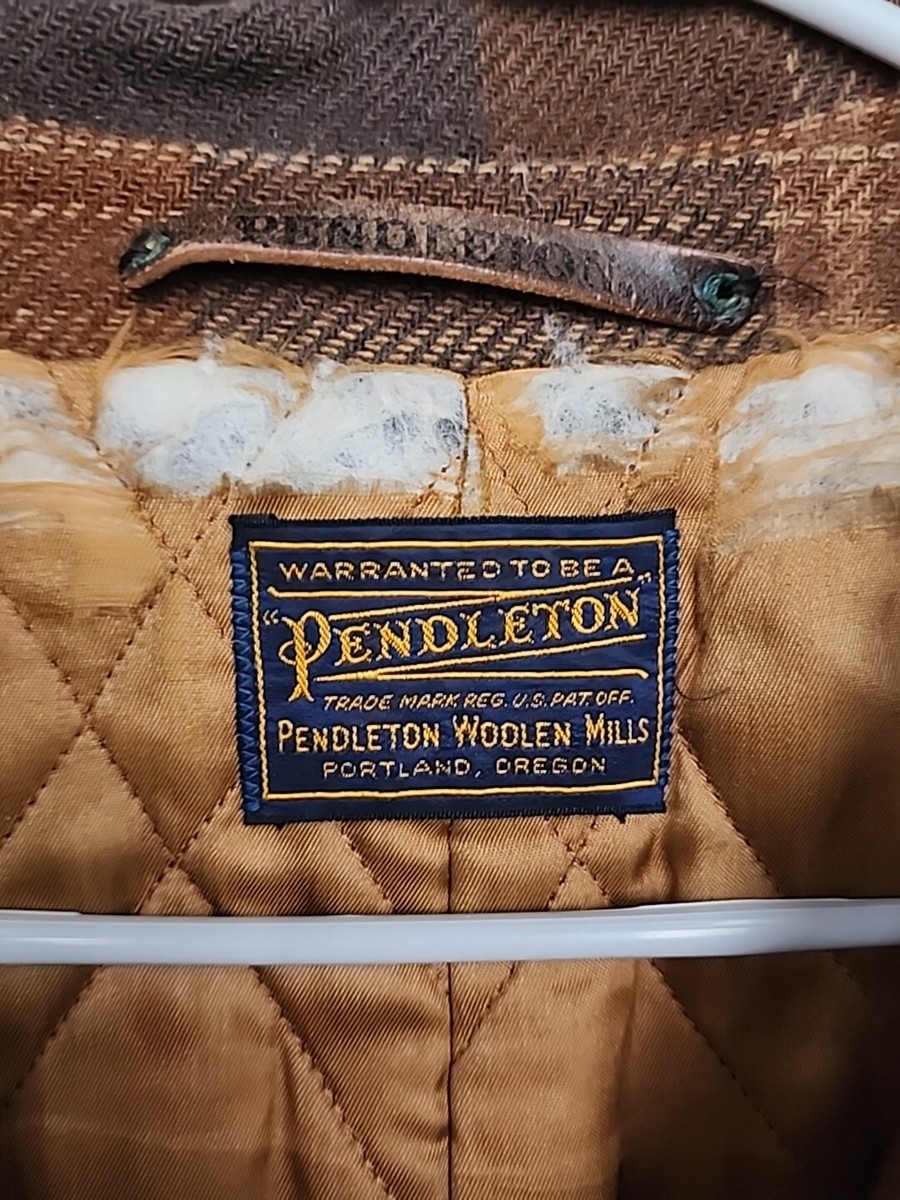 PENDLETON
WARRANTED TO BE A
"PENDLETON"
TRADE MARK REG. U.S. PAT. OFF.
PENDLETON WOOLEN MILLS
PORTLAND, OREGON